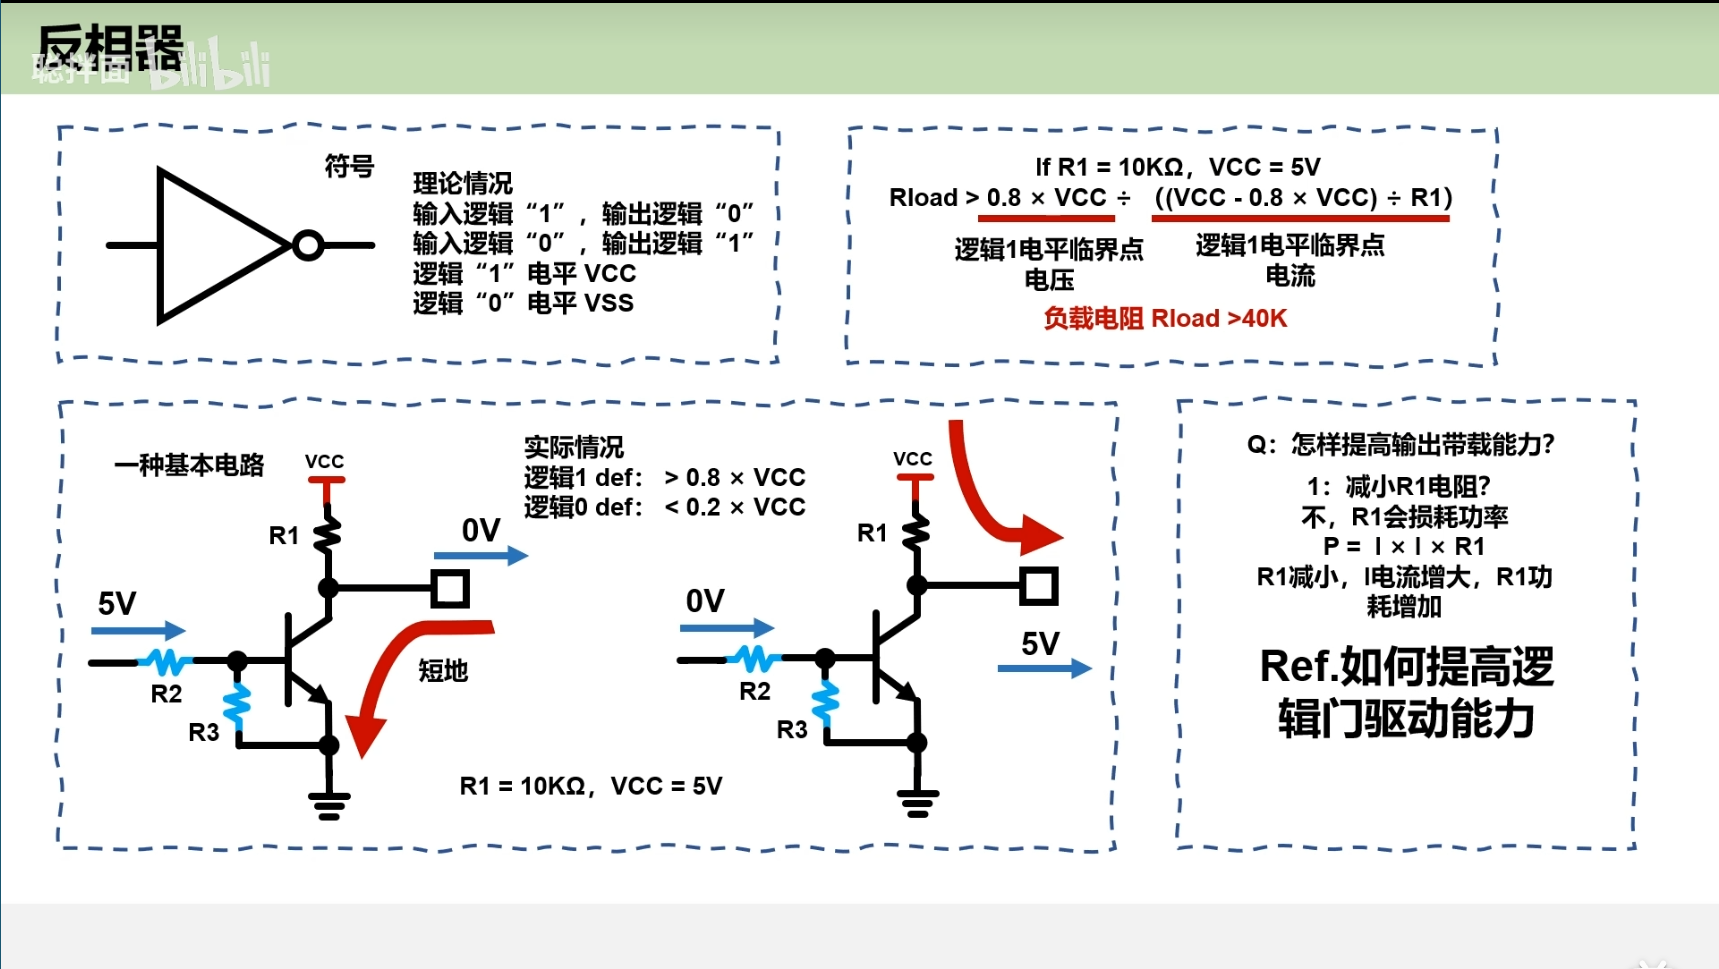 反相器
聪拌面 bilibili
符号
理论情况
输入逻辑“1”，输出逻辑“0”
输入逻辑“0”，输出逻辑“1”
逻辑“1”电平 VCC
逻辑“0”电平 VSS
If R1 = 10KΩ，VCC = 5V
Rload > 0.8 × VCC ÷ ((VCC - 0.8 × VCC) ÷ R1)
逻辑1电平临界点
电压
逻辑1电平临界点
电流
负载电阻 Rload >40K
一种基本电路
VCC
R1
0V
5V
R2
R3
短地
实际情况
逻辑1 def： > 0.8 × VCC
逻辑0 def： < 0.2 × VCC
R1 = 10KΩ，VCC = 5V
VCC
R1
0V
5V
R2
R3
Q：怎样提高输出带载能力？
1：减小R1电阻？
不，R1会损耗功率
P = I × I × R1
R1减小，I电流增大，R1功
耗增加
Ref.如何提高逻
辑门驱动能力